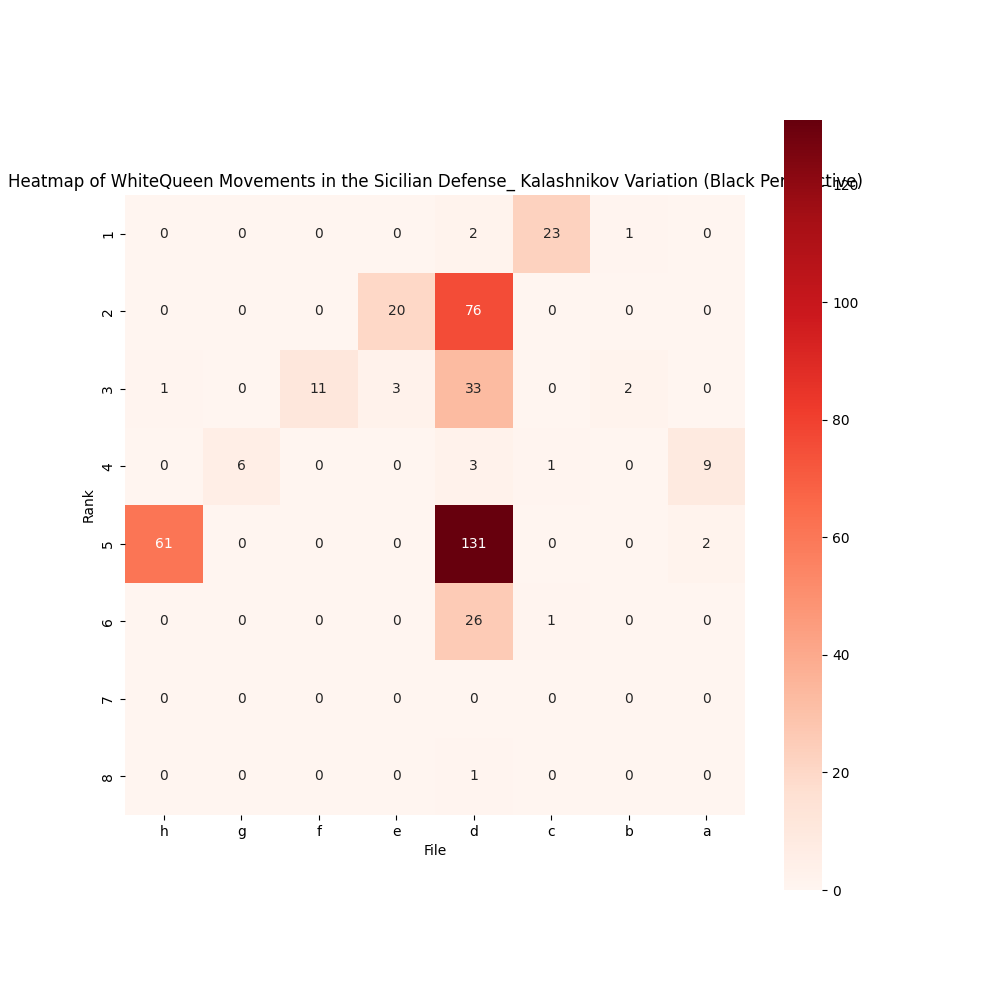 Heatmap of WhiteQueen Movements in the Sicilian Defense_ Kalashnikov Variation (Black Perspective)
1 0 0 0 0 2 23 1 0
2 0 0 0 20 76 0 0 0
3 1 0 11 3 33 0 2 0
4 0 6 0 0 3 1 0 9
5 61 0 0 0 131 0 0 2
6 0 0 0 0 26 1 0 0
7 0 0 0 0 0 0 0 0
8 0 0 0 0 1 0 0 0
h g f e d c b a
File
Rank
120
100
80
60
40
20
0